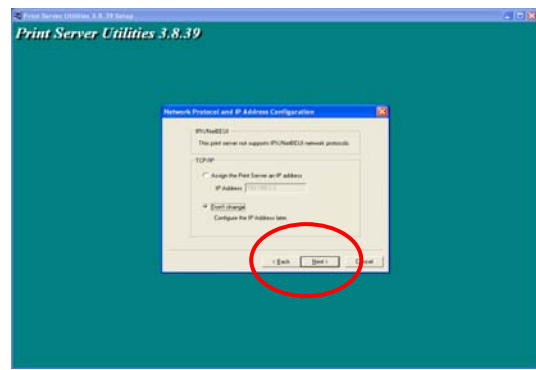 Print Server Utilities 3.8.39 Setup
Print Server Utilities 3.8.39
Network Protocol and IP Address Configuration
IPX/NetBEUI
This print server not supports IPX/NetBEUI network protocols.
TCP/IP
Assign the Print Server an IP address
IP Address
Don't change
Configure the IP Address later.
< Back
Next >
Cancel